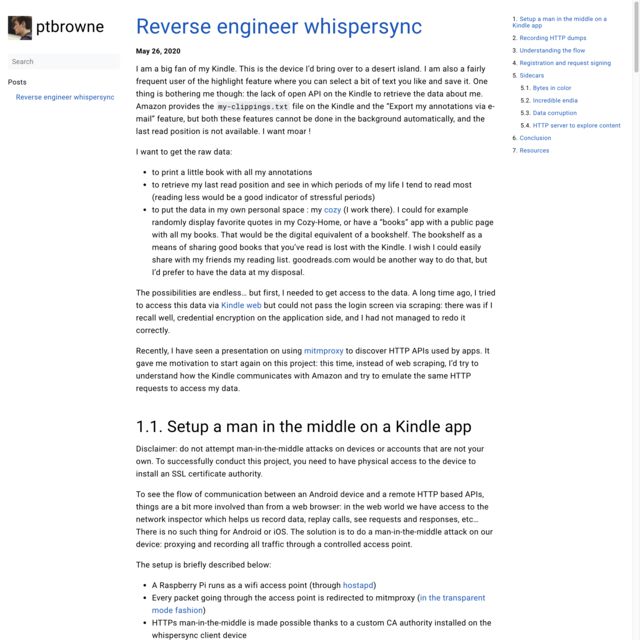 ptbrowne
Search
Posts
Reverse engineer whispersync
Reverse engineer whispersync
May 26, 2020
I am a big fan of my Kindle. This is the device I'd bring over to a desert island. I am also a fairly
frequent user of the highlight feature where you can select a bit of text you like and save it. One
thing is bothering me though: the lack of open API on the Kindle to retrieve the data about me.
Amazon provides the my-clippings.txt file on the Kindle and the "Export my annotations via e-
mail" feature, but both these features cannot be done in the background automatically, and the
last read position is not available. I want moar !
I want to get the raw data:
• to print a little book with all my annotations
• to retrieve my last read position and see in which periods of my life I tend to read most
(reading less would be a good indicator of stressful periods)
• to put the data in my own personal space : my cozy (I work there). I could for example
randomly display favorite quotes in my Cozy-Home, or have a "books" app with a public page
with all my books. That would be the digital equivalent of a bookshelf. The bookshelf as a
means of sharing good books that you've read is lost with the Kindle. I wish I could easily
share with my friends my reading list. goodreads.com would be another way to do that, but
I'd prefer to have the data at my disposal.
The possibilities are endless... but first, I needed to get access to the data. A long time ago, I tried
to access this data via Kindle web but could not pass the login screen via scraping: there was if I
recall well, credential encryption on the application side, and I had not managed to redo it
correctly.
Recently, I have seen a presentation on using mitmproxy to discover HTTP APIs used by apps. It
gave me motivation to start again on this project: this time, instead of web scraping, I'd try to
understand how the Kindle communicates with Amazon and try to emulate the same HTTP
requests to access my data.
1.1. Setup a man in the middle on a Kindle app
Disclaimer: do not attempt man-in-the-middle attacks on devices or accounts that are not your
own. To successfully conduct this project, you need to have physical access to the device to
install an SSL certificate authority.
To see the flow of communication between an Android device and a remote HTTP based APIs,
things are a bit more involved than from a web browser: in the web world we have access to the
network inspector which helps us record data, replay calls, see requests and responses, etc...
There is no such thing for Android or iOS. The solution is to do a man-in-the-middle attack on our
device: proxying and recording all traffic through a controlled access point.
The setup is briefly described below:
• A Raspberry Pi runs as a wifi access point (through hostapd)
• Every packet going through the access point is redirected to mitmproxy (in the transparent
mode fashion)
• HTTPs man-in-the-middle is made possible thanks to a custom CA authority installed on the
whispersync client device
1. Setup a man in the middle on a
Kindle app
2. Recording HTTP dumps
3. Understanding the flow
4. Registration and request signing
5. Sidecars
5.1. Bytes in color
5.2. Incredible endia
5.3. Data corruption
5.4. HTTP server to explore content
6. Conclusion
7. Resources